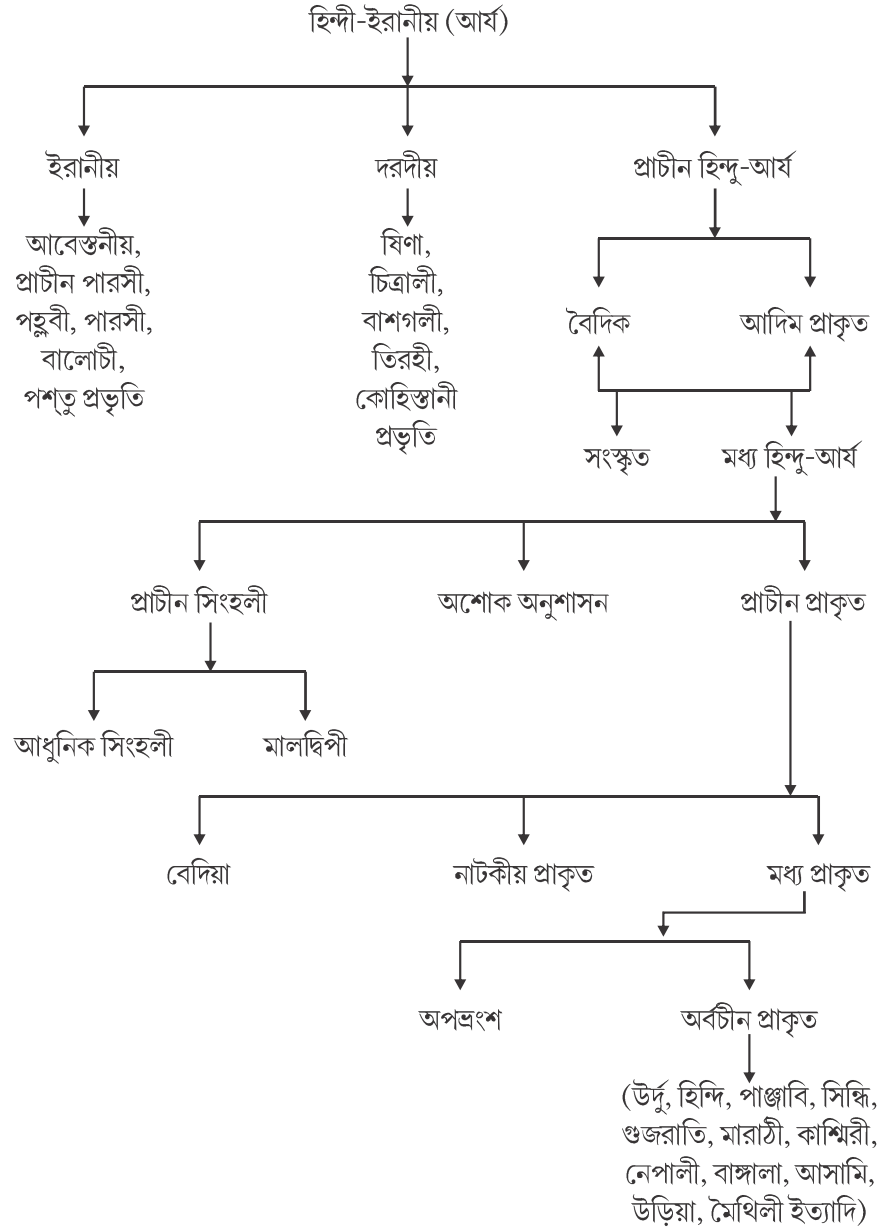 হিন্দী-ইরানীয় (আর্য)
ইরানীয়
দরদীয়
প্রাচীন হিন্দু-আর্য
আবেস্তনীয়,
প্রাচীন পারসী,
পহ্লবী, পারসী,
বালোচী,
পশ্‌তু প্রভৃতি
ষিণা,
চিত্রালী,
বাশগলী,
তিরহী,
কোহিস্তানী
প্রভৃতি
বৈদিক
আদিম প্রাকৃত
সংস্কৃত
মধ্য হিন্দু-আর্য
প্রাচীন সিংহলী
অশোক অনুশাসন
প্রাচীন প্রাকৃত
আধুনিক সিংহলী
মালদ্বিপী
বেদিয়া
নাটকীয় প্রাকৃত
মধ্য প্রাকৃত
অপভ্রংশ
অর্বচীন প্রাকৃত
(উর্দু, হিন্দি, পাঞ্জাবি, সিন্ধি,
গুজরাতি, মারাঠী, কাশ্মিরী,
নেপালী, বাঙ্গালা, আসামি,
উড়িয়া, মৈথিলী ইত্যাদি)